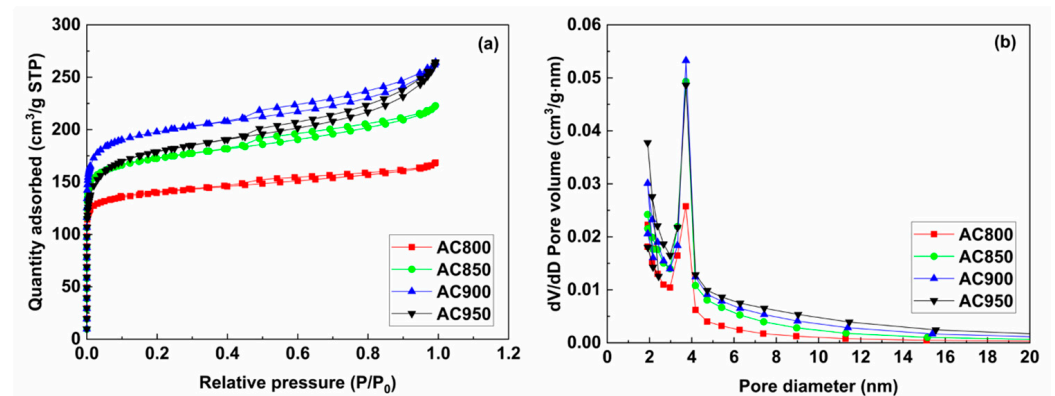 (a)
Quantity adsorbed (cm³/g STP)
300
250
200
150
100
50
0
0.0 0.2 0.4 0.6 0.8 1.0 1.2
Relative pressure (P/P₀)
AC800
AC850
AC900
AC950
(b)
dV/dD Pore volume (cm³/g·nm)
0.06
0.05
0.04
0.03
0.02
0.01
0.00
0 2 4 6 8 10 12 14 16 18 20
Pore diameter (nm)
AC800
AC850
AC900
AC950